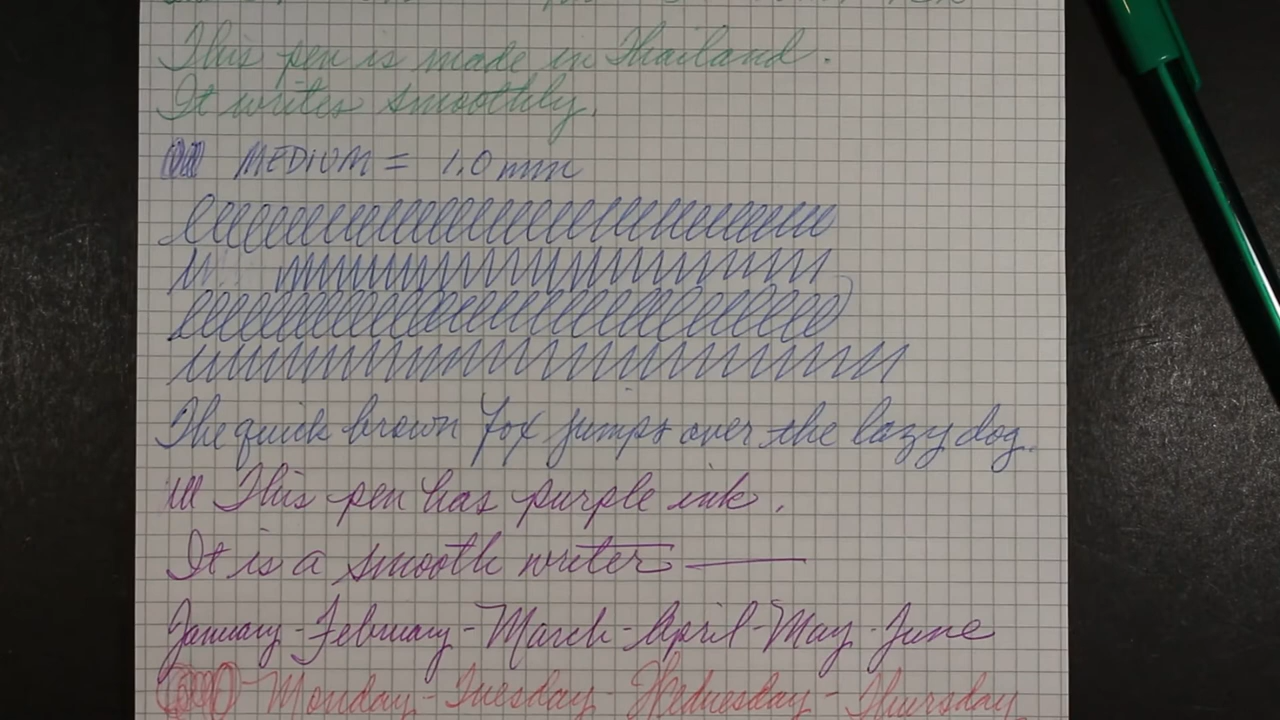 This pen is made in Thailand.
It writes smoothly.
MEDIUM = 1.0 mm
The quick brown fox jumps over the lazy dog.
This pen has purple ink.
It is a smooth writer
January - February - March - April - May - June
Monday - Tuesday - Wednesday - Thursday